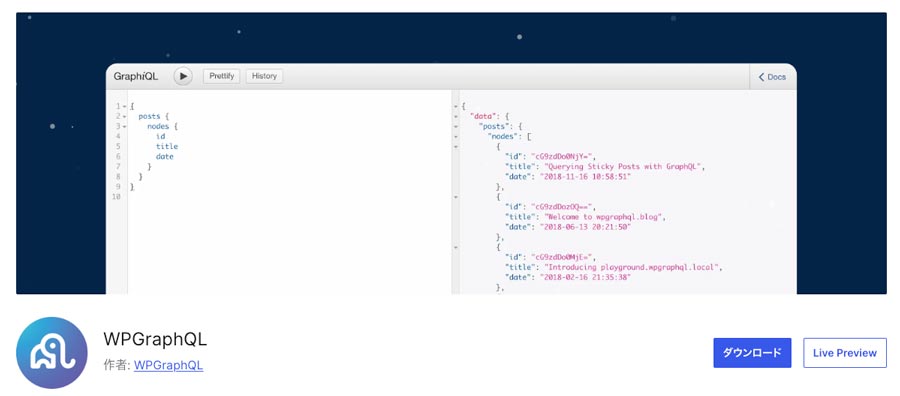 GraphiQL Prettify History Docs
1 {
2 posts {
3 nodes {
4 id
5 title
6 date
7 }
8 }
9 }
10
{
"data": {
"posts": {
"nodes": [
{
"id": "cG9zdDo0NjY=",
"title": "Querying Sticky Posts with GraphQL",
"date": "2018-11-16 10:58:51"
},
{
"id": "cG9zdDozOQ==",
"title": "Welcome to wpgraphql.blog",
"date": "2018-06-13 20:21:50"
},
{
"id": "cG9zdDo0MjE=",
"title": "Introducing playground.wpgraphql.local",
"date": "2018-02-16 21:35:38"
},
WPGraphQL
作者: WPGraphQL
ダウンロード
Live Preview